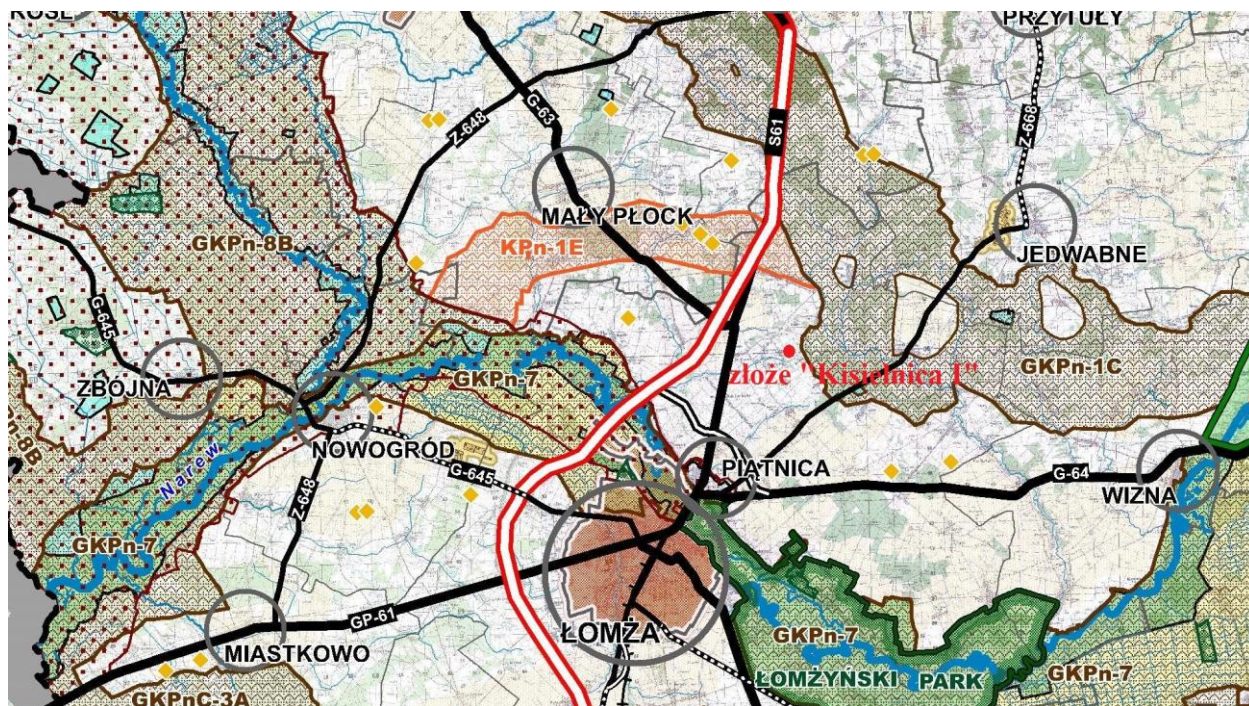 ROSL
PRZYTUŁY
Z-648
G-63
S61
Z-668
MAŁY PŁOCK
GKPn-8B
KPn-1E
JEDWABNE
G-645
złoże "Kisielnica I"
GKPn-1C
ZBÓJNA
GKPn-7
n-8B
NOWOGRÓD
PIĄTNICA
Narew
G-645
G-64
WIZNA
Z-648
GKPn-7
GP-61
ŁOMŻA
GKPn-7
MIASTKOWO
ŁOMŻYŃSKI PARK
GKPn-7
GKPnC-3A